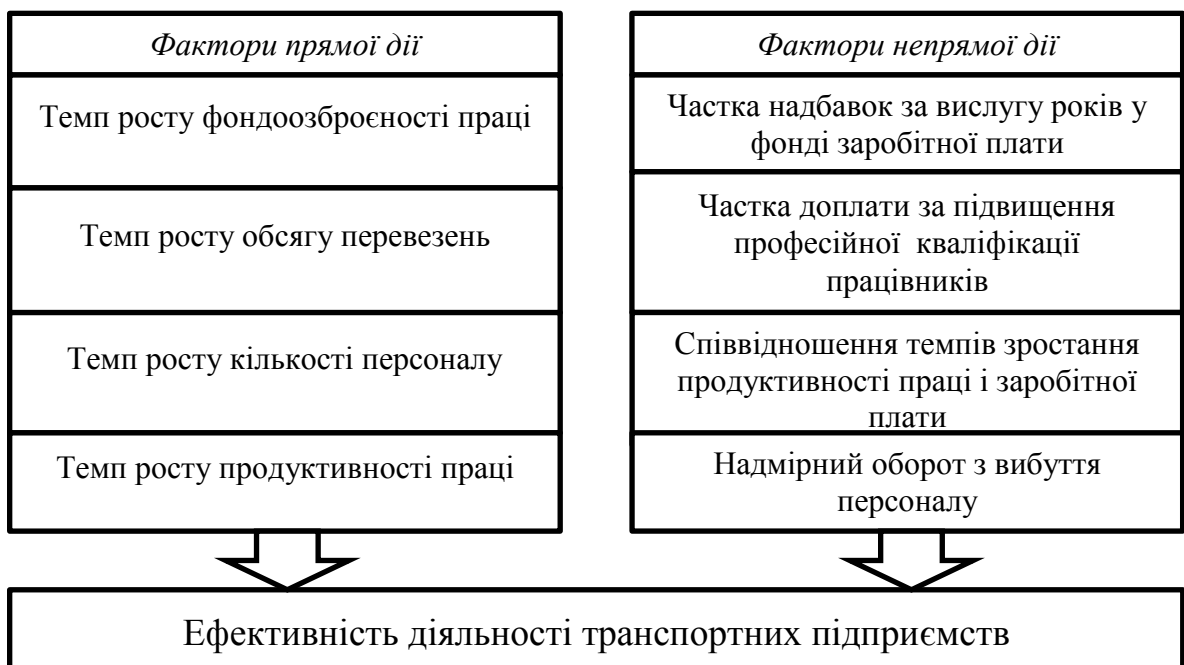 Фактори прямої дії
Темп росту фондоозброєності праці
Темп росту обсягу перевезень
Темп росту кількості персоналу
Темп росту продуктивності праці
Фактори непрямої дії
Частка надбавок за вислугу років у
фонді заробітної плати
Частка доплати за підвищення
професійної кваліфікації
працівників
Співвідношення темпів зростання
продуктивності праці і заробітної
плати
Надмірний оборот з вибуття
персоналу
Ефективність діяльності транспортних підприємств